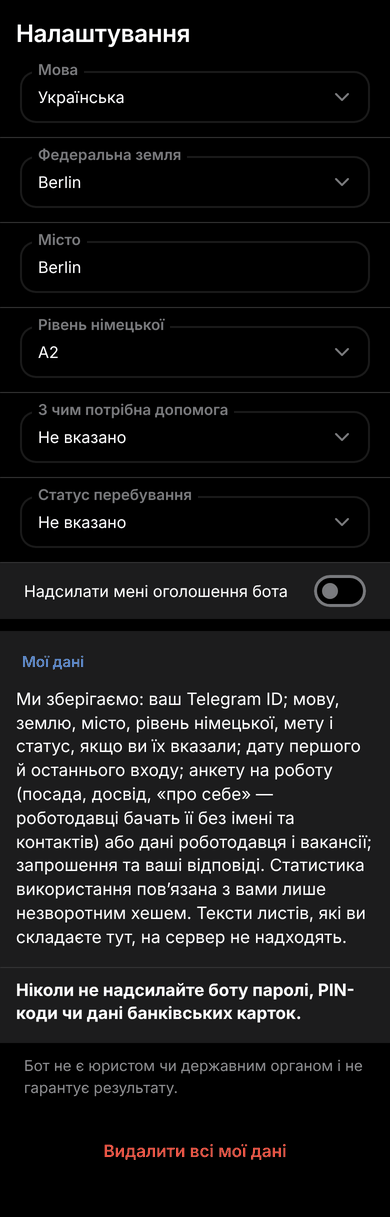 Налаштування
Мова
Українська
Федеральна земля
Berlin
Місто
Berlin
Рівень німецької
A2
З чим потрібна допомога
Не вказано
Статус перебування
Не вказано
Надсилати мені оголошення бота
Мої дані
Ми зберігаємо: ваш Telegram ID; мову,
землю, місто, рівень німецької, мету і
статус, якщо ви їх вказали; дату першого
й останнього входу; анкету на роботу
(посада, досвід, «про себе» —
роботодавці бачать її без імені та
контактів) або дані роботодавця і вакансії;
запрошення та ваші відповіді. Статистика
використання пов’язана з вами лише
незворотним хешем. Тексти листів, які ви
складаєте тут, на сервер не надходять.
Ніколи не надсилайте боту паролі, PIN-
коди чи дані банківських карток.
Бот не є юристом чи державним органом і не
гарантує результату.
Видалити всі мої дані